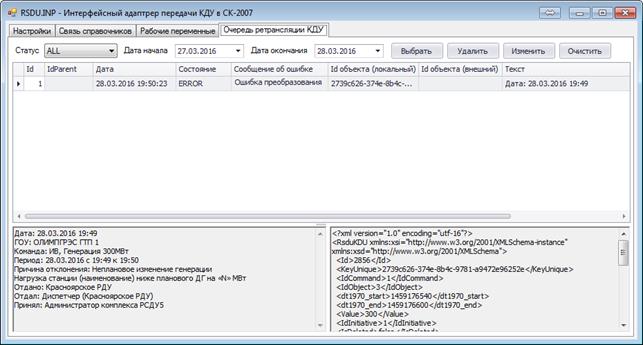 RSDU.INP - Интерфейсный адаптрер передачи КДУ в СК-2007
Настройки Связь справочников Рабочие переменные Очередь ретрансляции КДУ
Статус ALL Дата начала 27.03.2016 Дата окончания 28.03.2016 Выбрать Удалить Изменить Очистить
Id IdParent Дата Состояние Сообщение об ошибке Id объекта (локальный) Id объекта (внешний) Текст
1 28.03.2016 19:50:23 ERROR Ошибка преобразования 2739c626-374e-8b4c-... Дата: 28.03.2016 19:49
Дата: 28.03.2016 19:49
ГОУ: ОЛИМПГРЭС ГТП 1
Команда: ИВ, Генерация 300МВт
Период: 28.03.2016 с 19:49 к 19:50
Причина отклонения: Неплановое изменение генерации
Нагрузка станции (наименование) ниже планового ДГ на «N» МВт
Отдано: Красноярское РДУ
Отдал: Диспетчер (Красноярское РДУ)
Принял: Администратор комплекса РСДУ5
<?xml version="1.0" encoding="utf-16"?>
<RsduKDU xmlns:xsi="http://www.w3.org/2001/XMLSchema-instance"
xmlns:xsd="http://www.w3.org/2001/XMLSchema">
<Id>2856</Id>
<KeyUnique>2739c626-374e-8b4c-9781-a9472e96252e</KeyUnique>
<IdCommand>1</IdCommand>
<IdObject>3</IdObject>
<dt1970_start>1459176540</dt1970_start>
<dt1970_end>1459176600</dt1970_end>
<Value>300</Value>
<IdInitiative>1</IdInitiative>